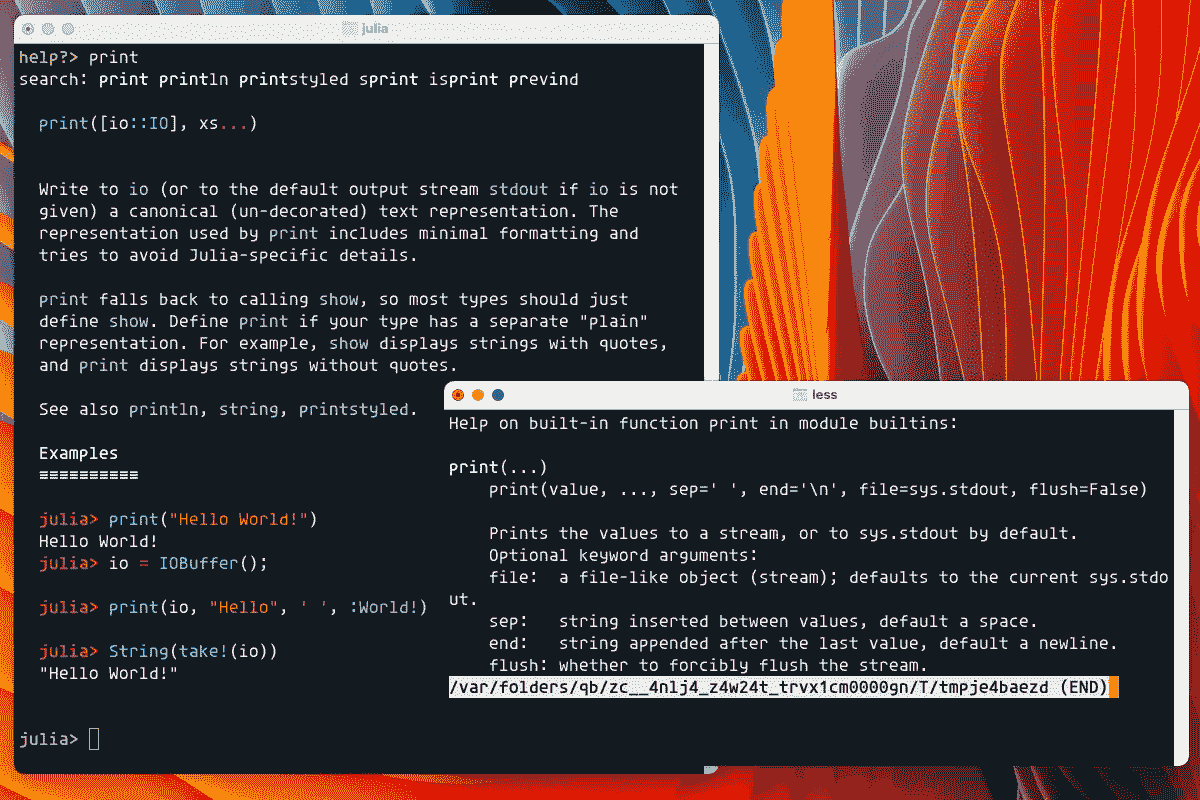 julia
help?> print
search: print println printstyled sprint isprint prevind
print([io::IO], xs...)
Write to io (or to the default output stream stdout if io is not
given) a canonical (un-decorated) text representation. The
representation used by print includes minimal formatting and
tries to avoid Julia-specific details.
print falls back to calling show, so most types should just
define show. Define print if your type has a separate "plain"
representation. For example, show displays strings with quotes,
and print displays strings without quotes.
See also println, string, printstyled.
Examples
≡≡≡≡≡≡≡≡≡≡
julia> print("Hello World!")
Hello World!
julia> io = IOBuffer();
julia> print(io, "Hello", ' ', :World!)
julia> String(take!(io))
"Hello World!"
julia>
less
Help on built-in function print in module builtins:
print(...)
print(value, ..., sep=' ', end='\n', file=sys.stdout, flush=False)
Prints the values to a stream, or to sys.stdout by default.
Optional keyword arguments:
file:  a file-like object (stream); defaults to the current sys.stdo
ut.
sep:   string inserted between values, default a space.
end:   string appended after the last value, default a newline.
flush: whether to forcibly flush the stream.
/var/folders/qb/zc__4nlj4_z4w24t_trvx1cm0000gn/T/tmpje4baezd (END)